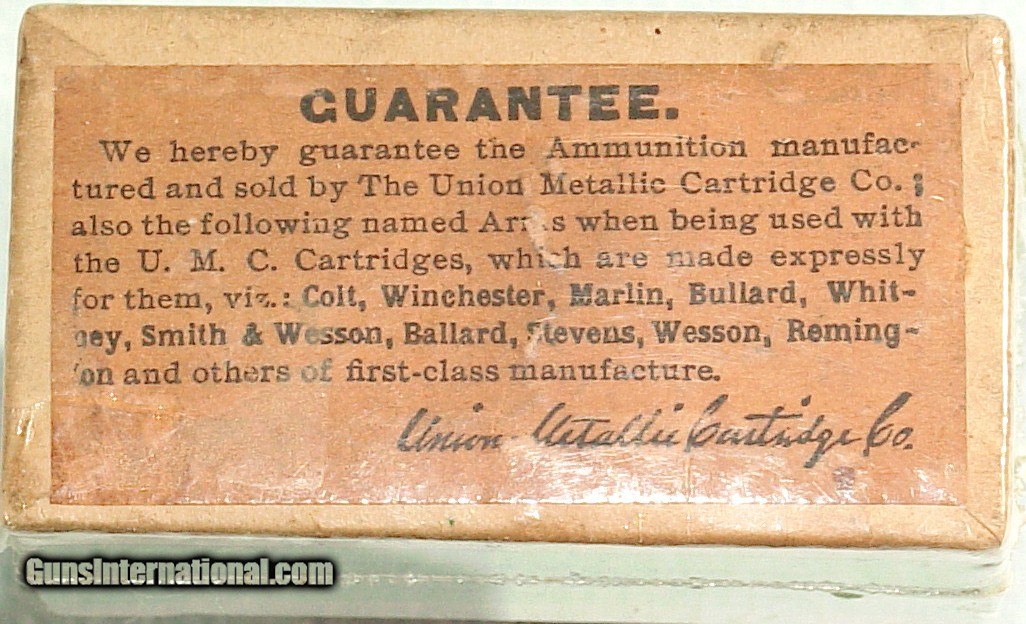 GUARANTEE.
We hereby guarantee the Ammunition manufac-
tured and sold by The Union Metallic Cartridge Co.;
also the following named Arms when being used with
the U. M. C. Cartridges, which are made expressly
for them, viz.: Colt, Winchester, Marlin, Bullard, Whit-
ney, Smith & Wesson, Ballard, Stevens, Wesson, Reming-
ton and others of first-class manufacture.
Union Metallic Cartridge Co.
GunsInternational.com